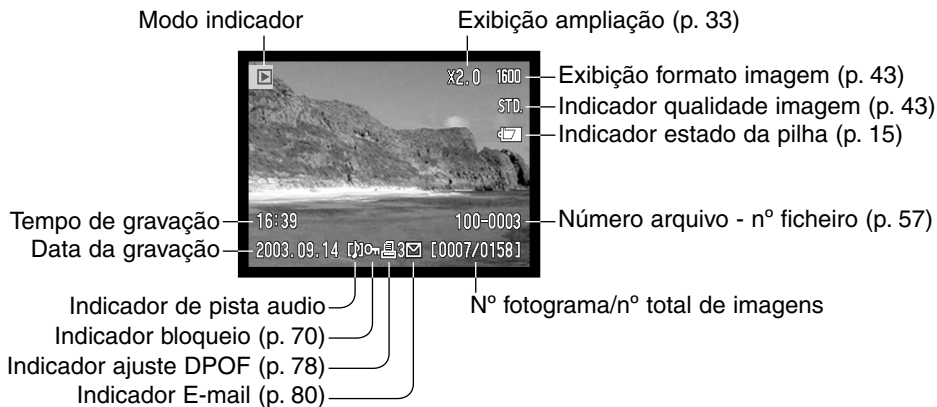 Modo indicador
Exibição ampliação (p. 33)
X2.0 1600
Exibição formato imagem (p. 43)
STD.
Indicador qualidade imagem (p. 43)
Indicador estado da pilha (p. 15)
Tempo de gravação
16:39
100-0003
Número arquivo - nº ficheiro (p. 57)
Data da gravação
2003.09.14
3
[0007/0158]
Indicador de pista audio
Nº fotograma/nº total de imagens
Indicador bloqueio (p. 70)
Indicador ajuste DPOF (p. 78)
Indicador E-mail (p. 80)